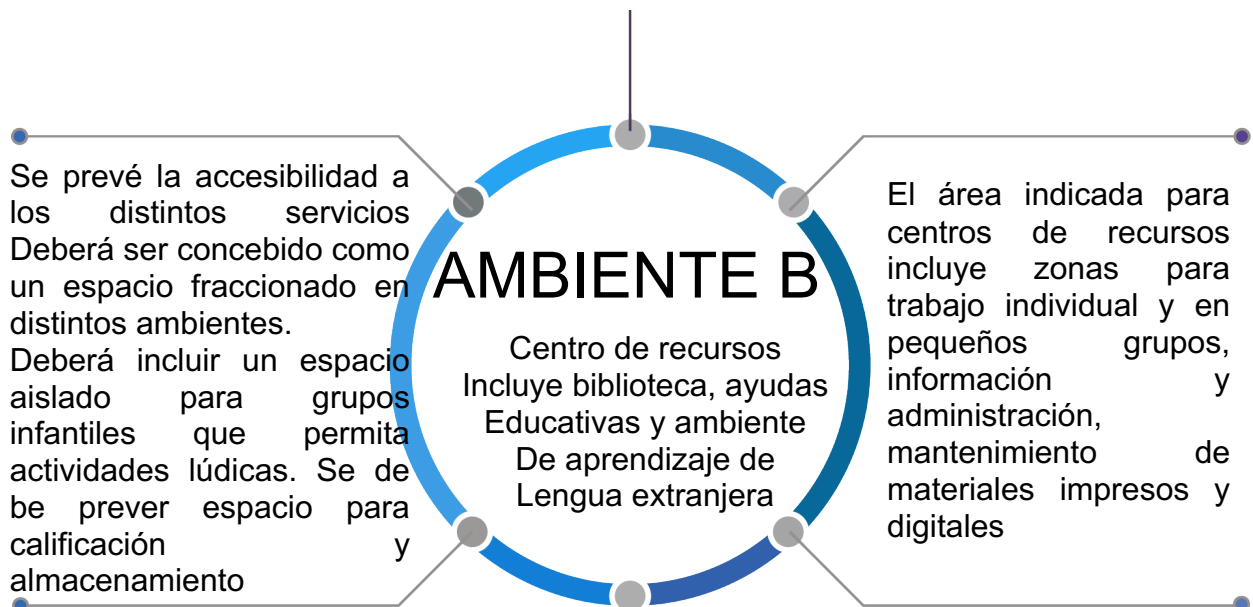 Se prevé la accesibilidad a
los distintos servicios
Deberá ser concebido como
un espacio fraccionado en
distintos ambientes.
Deberá incluir un espacio
aislado para grupos
infantiles que permita
actividades lúdicas. Se de
be prever espacio para
calificación y
almacenamiento
AMBIENTE B
Centro de recursos
Incluye biblioteca, ayudas
Educativas y ambiente
De aprendizaje de
Lengua extranjera
El área indicada para
centros de recursos
incluye zonas para
trabajo individual y en
pequeños grupos,
información y
administración,
mantenimiento de
materiales impresos y
digitales